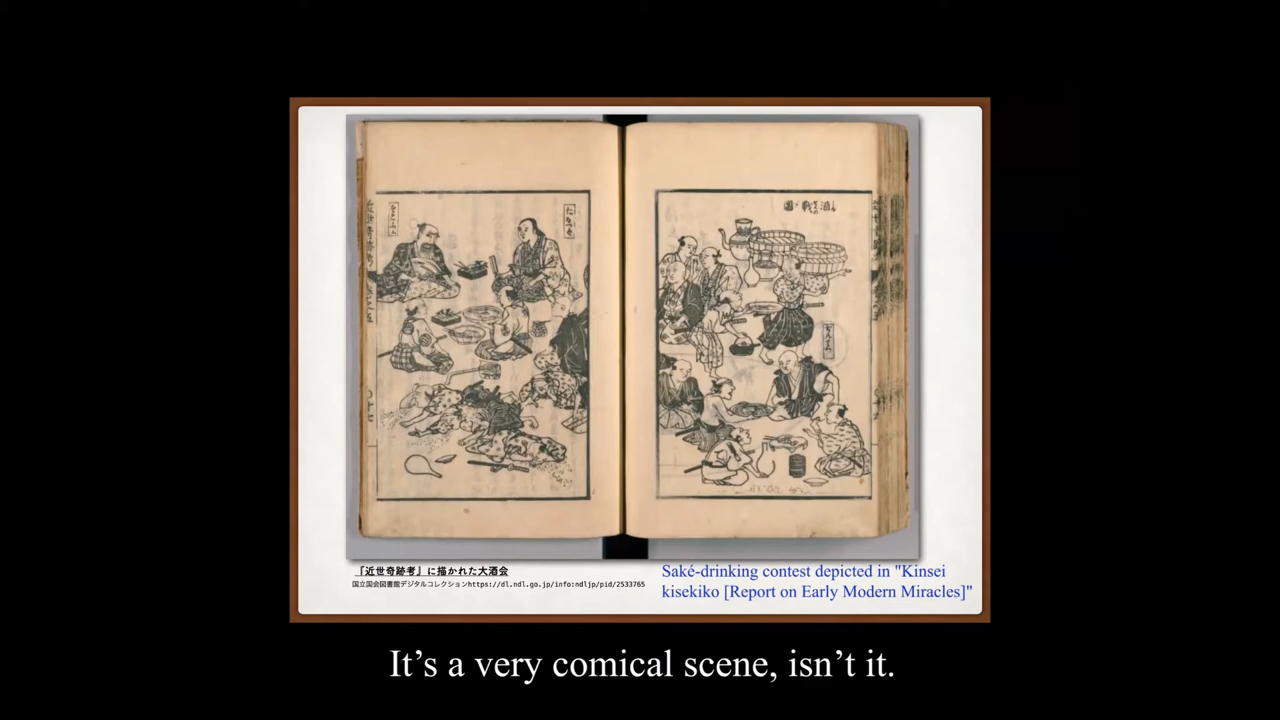 『近世奇跡考』に描かれた大酒会
国立国会図書館デジタルコレクションhttps://dl.ndl.go.jp/info:ndljp/pid/2533765
Saké-drinking contest depicted in "Kinsei
kisekiko [Report on Early Modern Miracles]"
It's a very comical scene, isn't it.